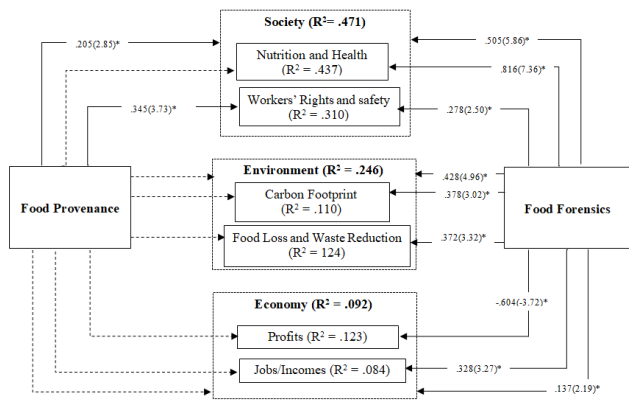 Society (R²= .471)
.205(2.85)*
.505(5.86)*
Nutrition and Health
(R² = .437)
.816(7.36)*
Workers’ Rights and safety
(R² = .310)
.345(3.73)*
.278(2.50)*
Environment (R² = .246)
.428(4.96)*
Carbon Footprint
(R² = .110)
.378(3.02)*
Food Provenance
Food Forensics
Food Loss and Waste Reduction
(R² = 124)
.372(3.32)*
Economy (R² = .092)
-.604(-3.72)*
Profits (R² = .123)
Jobs/Incomes (R² = .084)
.328(3.27)*
.137(2.19)*